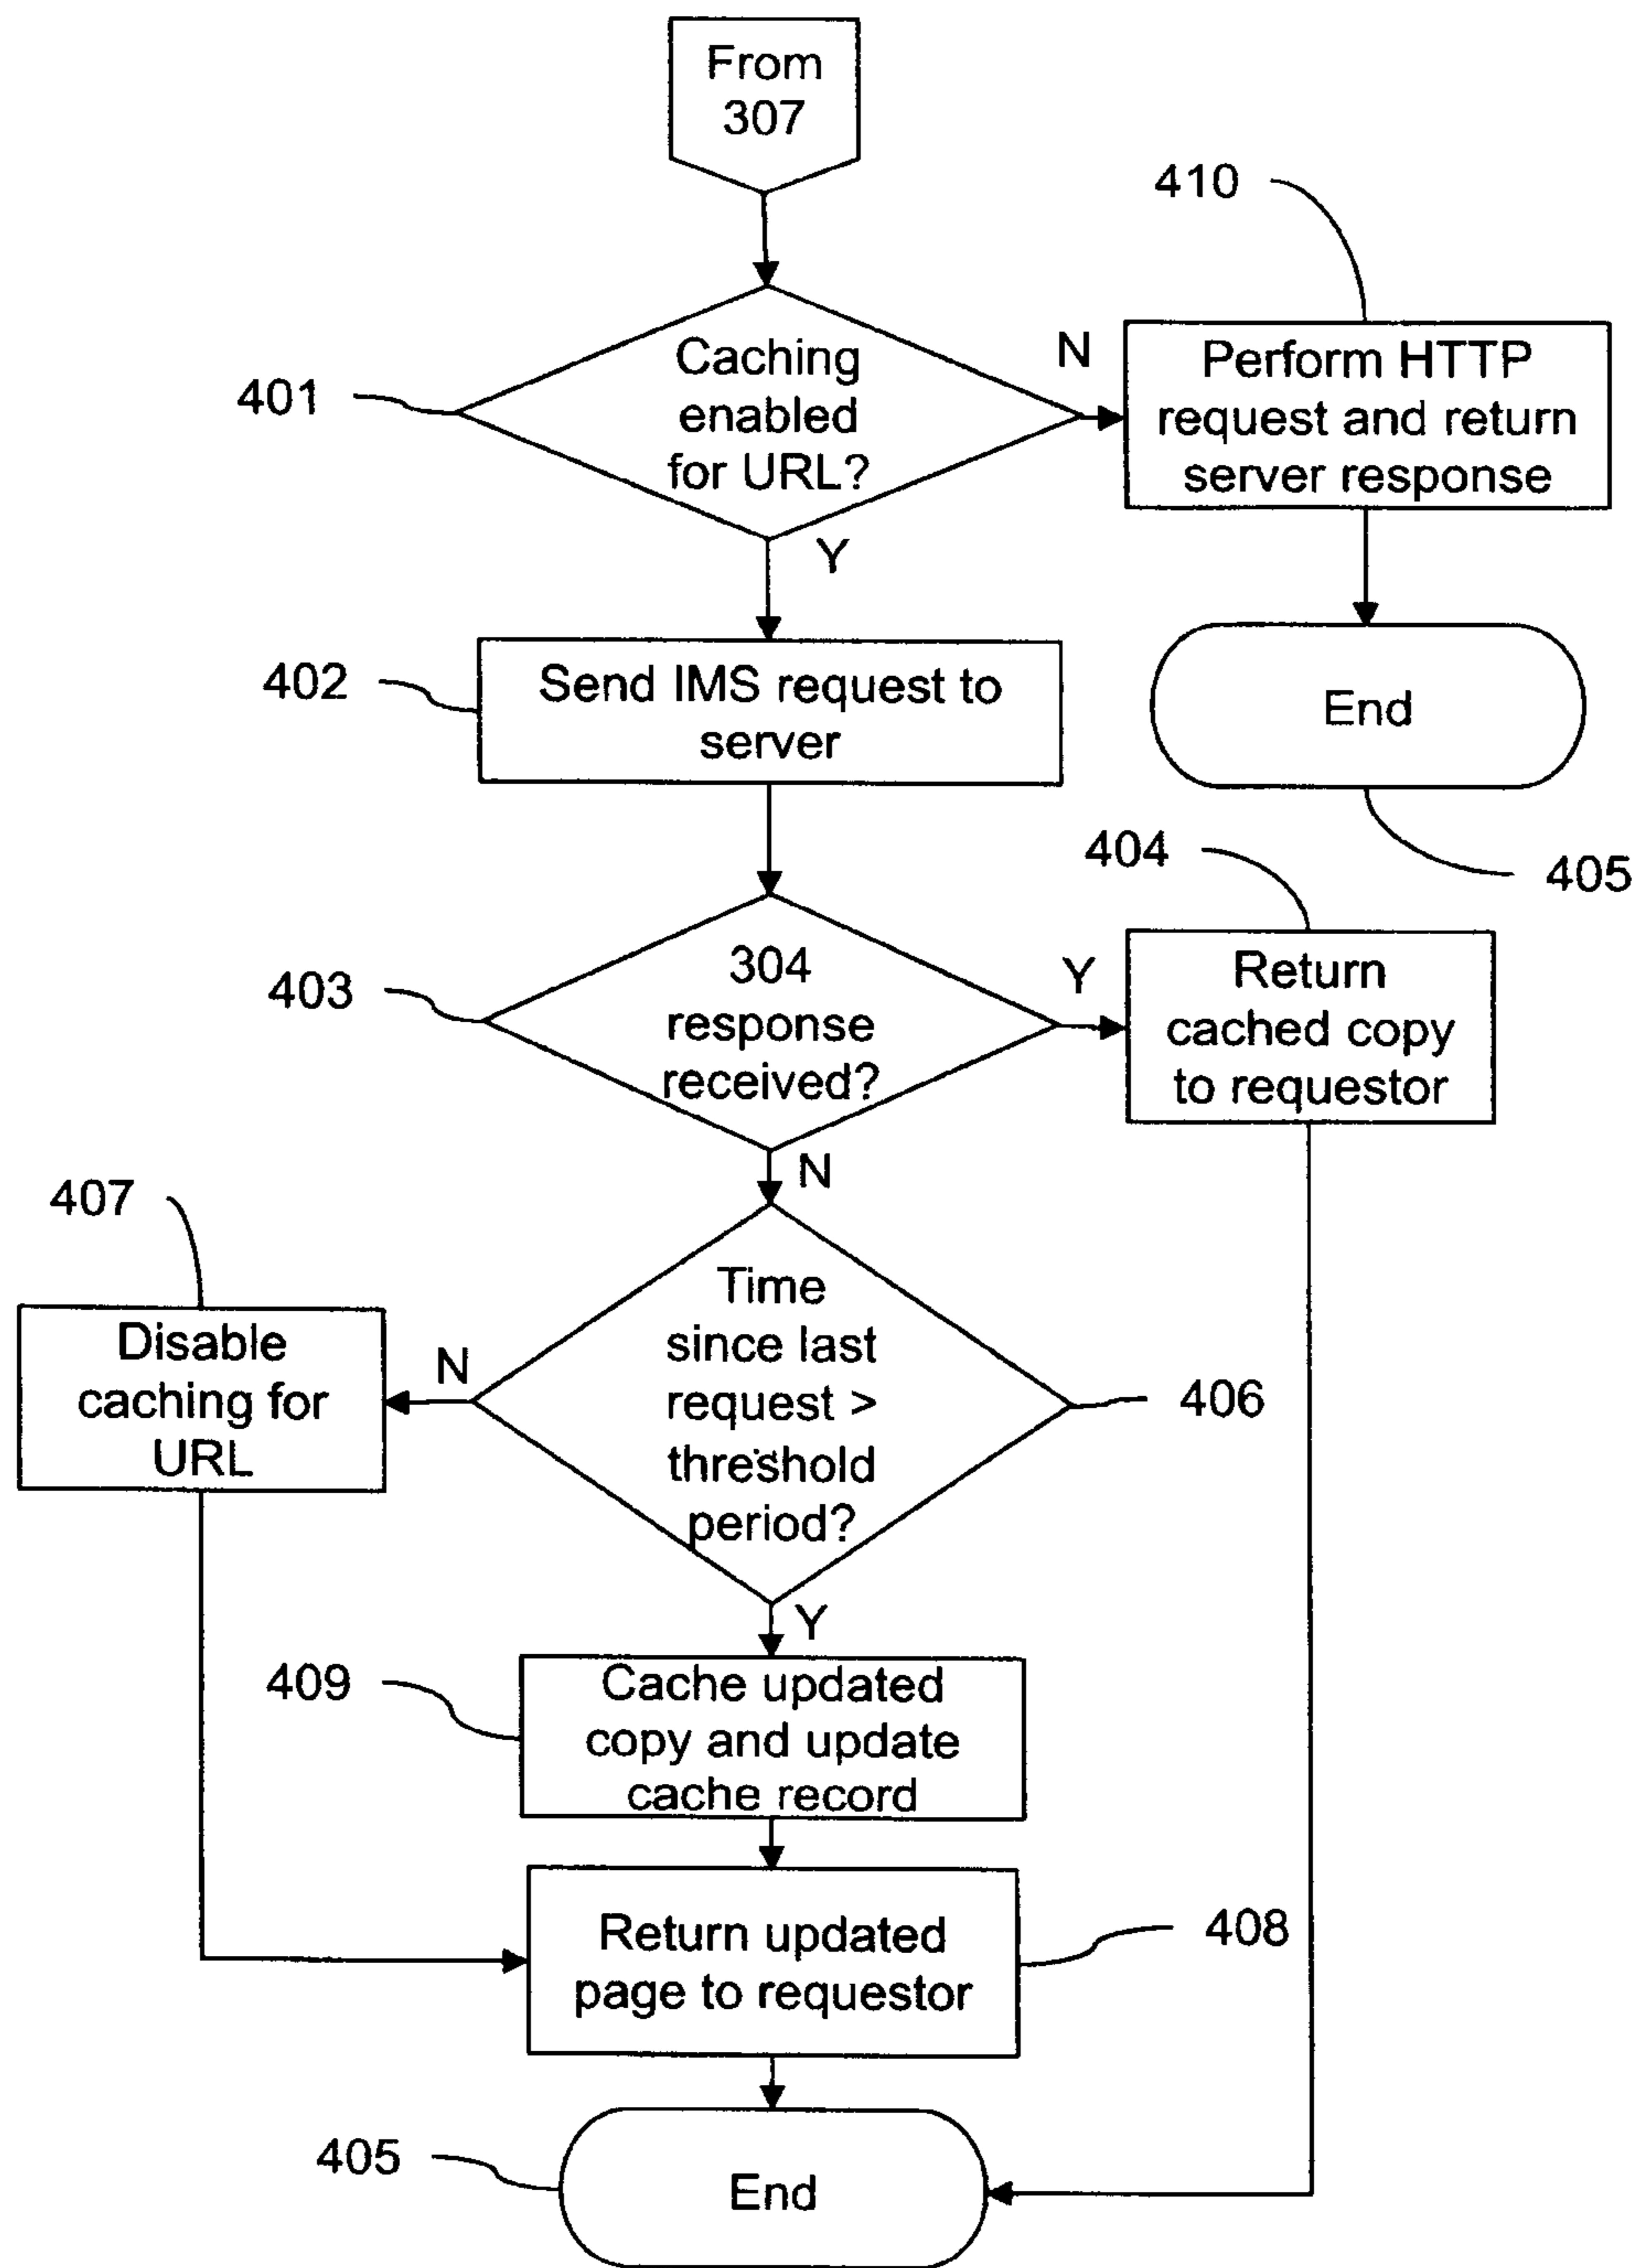 From
307
410
Caching
enabled
for URL?
401
N
Perform HTTP
request and return
server response
Y
402
Send IMS request to
server
End
405
404
304
response
received?
403
Y
Return
cached copy
to requestor
N
407
Disable
caching for
URL
N
Time
since last
request >
threshold
period?
406
Y
409
Cache updated
copy and update
cache record
Return updated
page to requestor
408
405
End